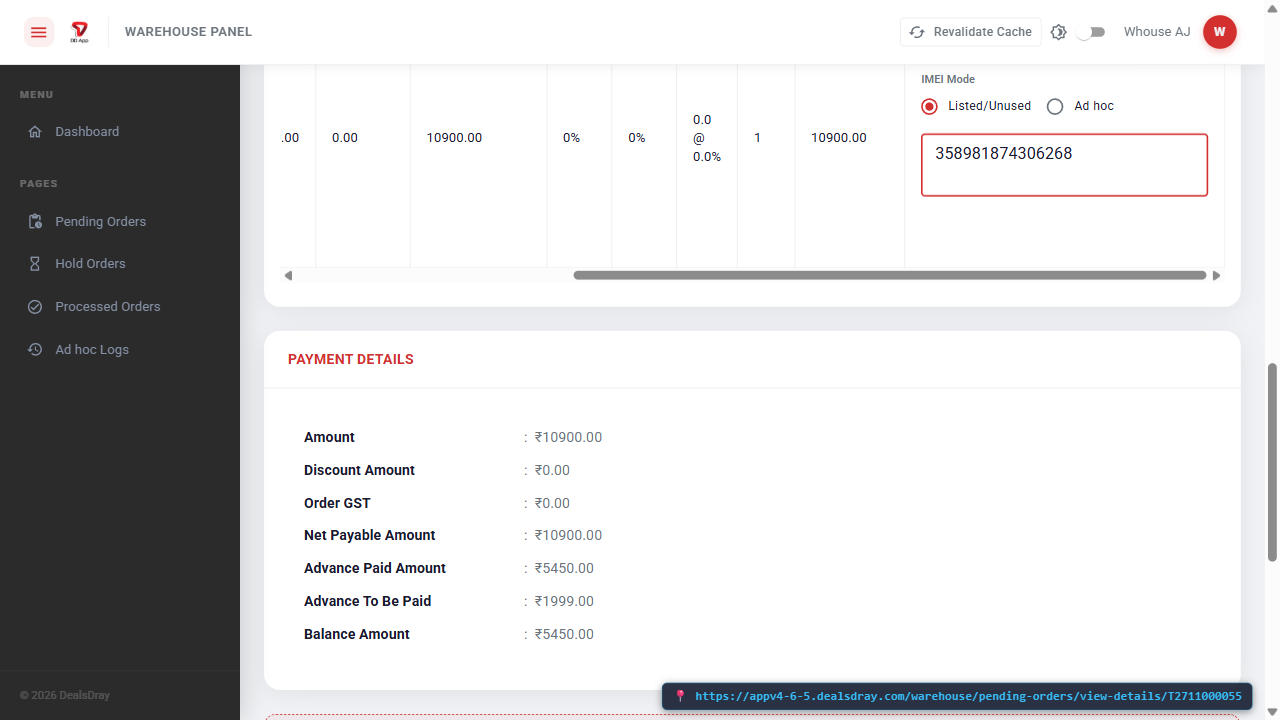 DD App
WAREHOUSE PANEL
Revalidate Cache
Whouse AJ
W
MENU
Dashboard
PAGES
Pending Orders
Hold Orders
Processed Orders
Ad hoc Logs
© 2026 DealsDray
IMEI Mode
Listed/Unused
Ad hoc
.00
0.00
10900.00
0%
0%
0.0
@
0.0%
1
10900.00
358981874306268
PAYMENT DETAILS
Amount : ₹10900.00
Discount Amount : ₹0.00
Order GST : ₹0.00
Net Payable Amount : ₹10900.00
Advance Paid Amount : ₹5450.00
Advance To Be Paid : ₹1999.00
Balance Amount : ₹5450.00
https://appv4-6-5.dealsdray.com/warehouse/pending-orders/view-details/T2711000055